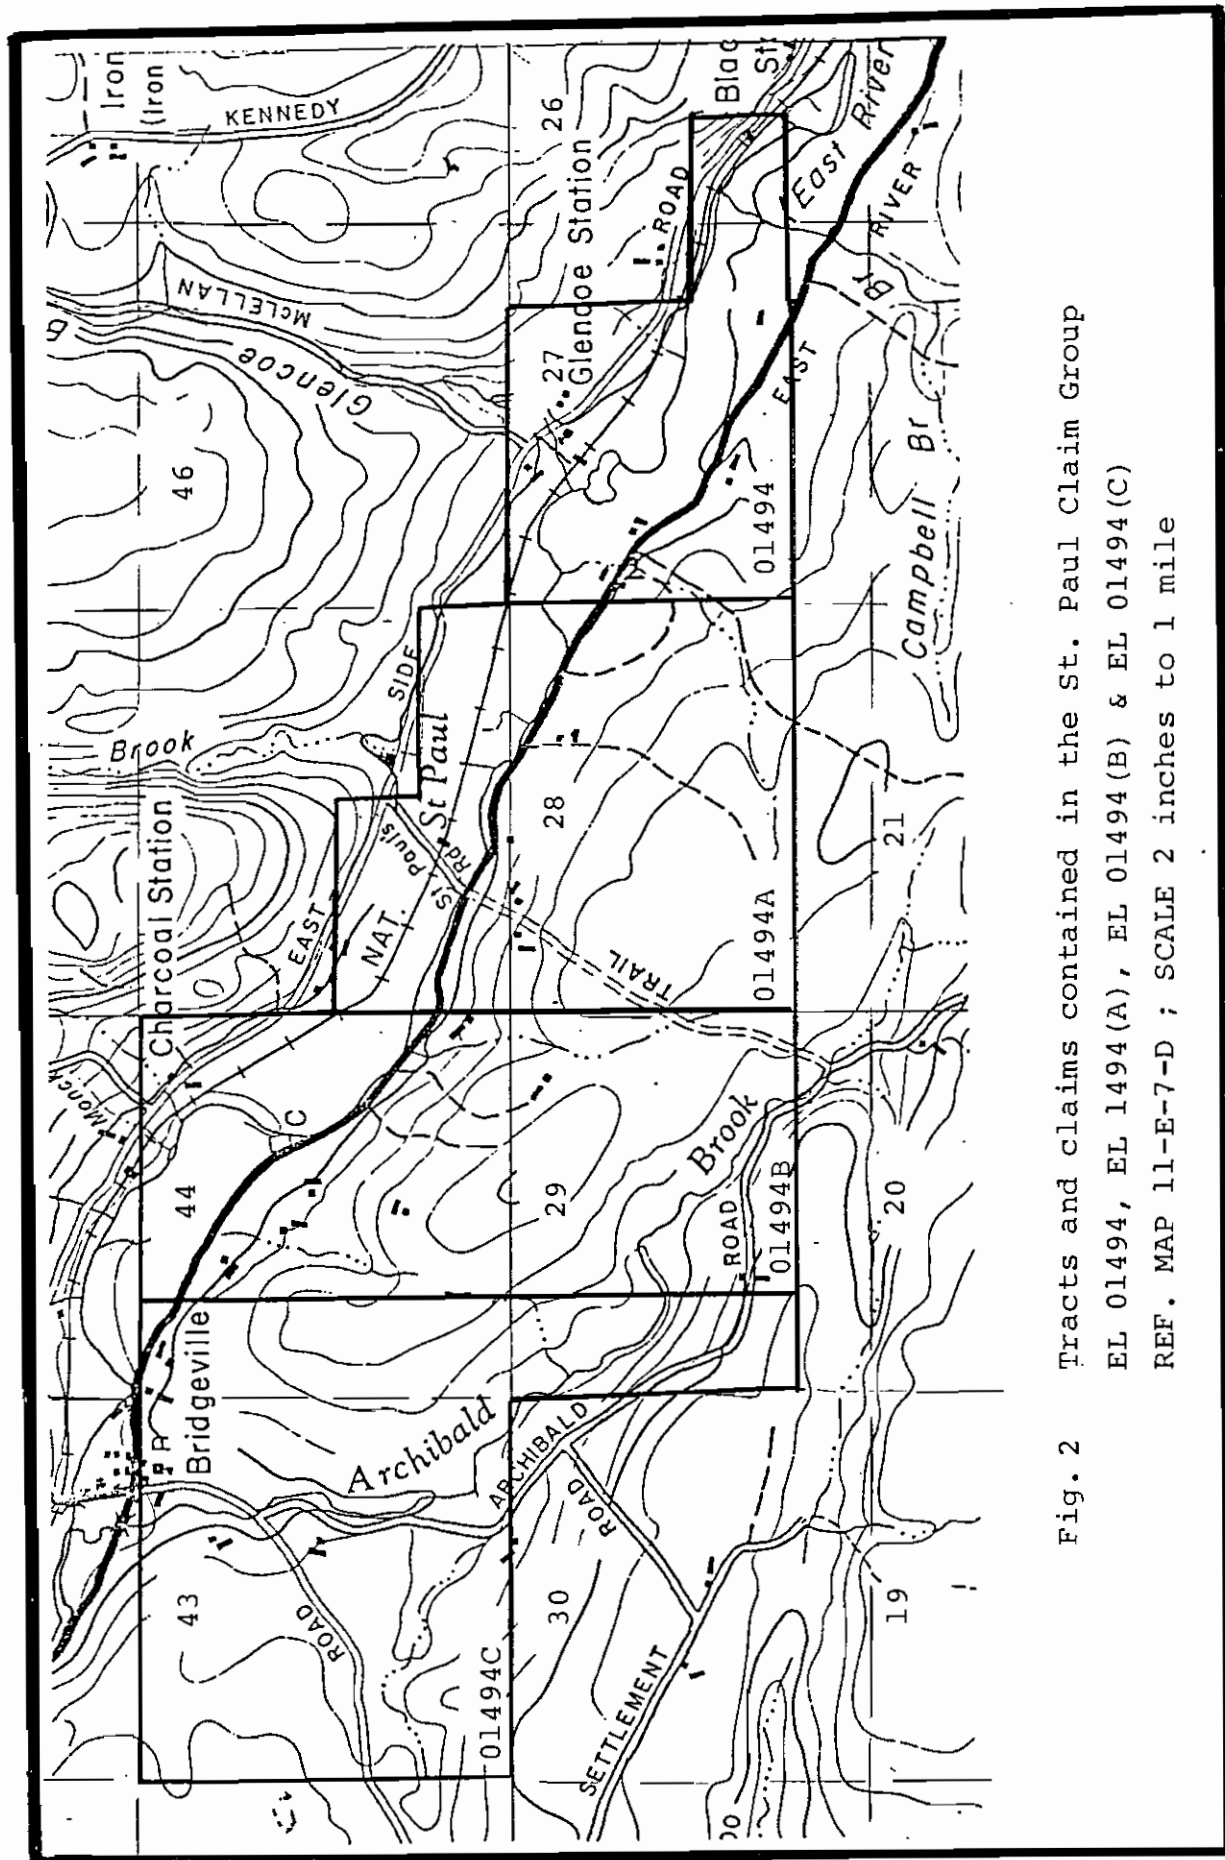 Iron
(Iron
KENNEDY
Blac
St
26
Glencoe Station
ROAD
East River
EAST RIVER
Br
McLELLAN
Glencoe B
27
46
01494
Campbell Br
SIDE
St Paul
Brook
St Paul's Rd
28
21
Charcoal Station
EAST
NAT.
TRAIL
01494A
C
44
29
Brook
ROAD
01494B
20
Bridgeville
Archibald
ARCHIBALD
ROAD
43
ROAD
30
SETTLEMENT
19
01494C
Fig.2 Tracts and claims contained in the St. Paul Claim Group
EL 01494, EL 1494(A), EL 01494(B) & EL 01494(C)
REF. MAP 11-E-7-D ; SCALE 2 inches to 1 mile